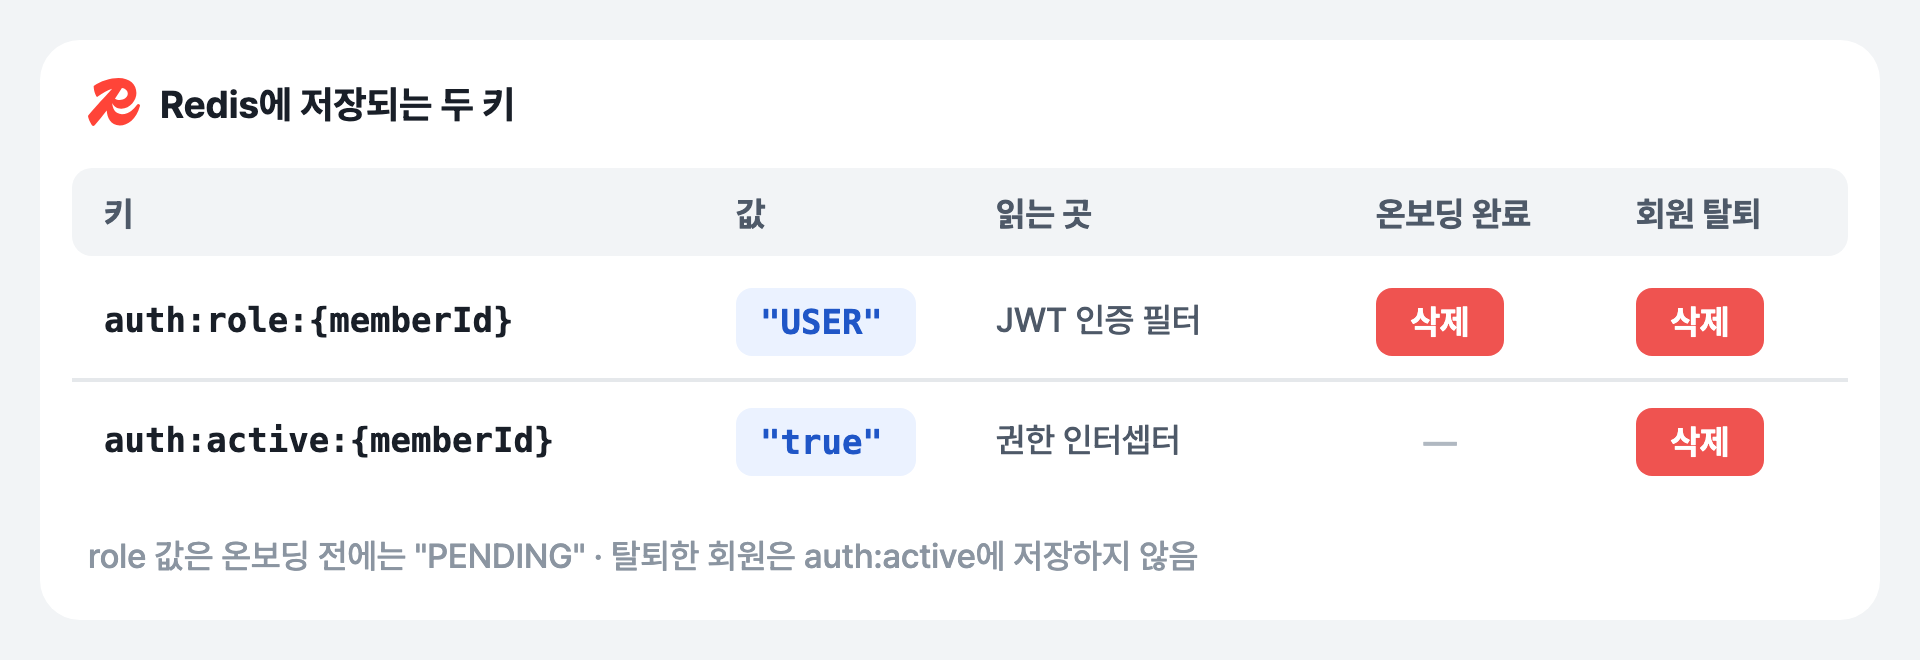 Redis에 저장되는 두 키
키 값 읽는 곳 온보딩 완료 회원 탈퇴
auth:role:{memberId} "USER" JWT 인증 필터 삭제 삭제
auth:active:{memberId} "true" 권한 인터셉터 — 삭제
role 값은 온보딩 전에는 "PENDING" · 탈퇴한 회원은 auth:active에 저장하지 않음